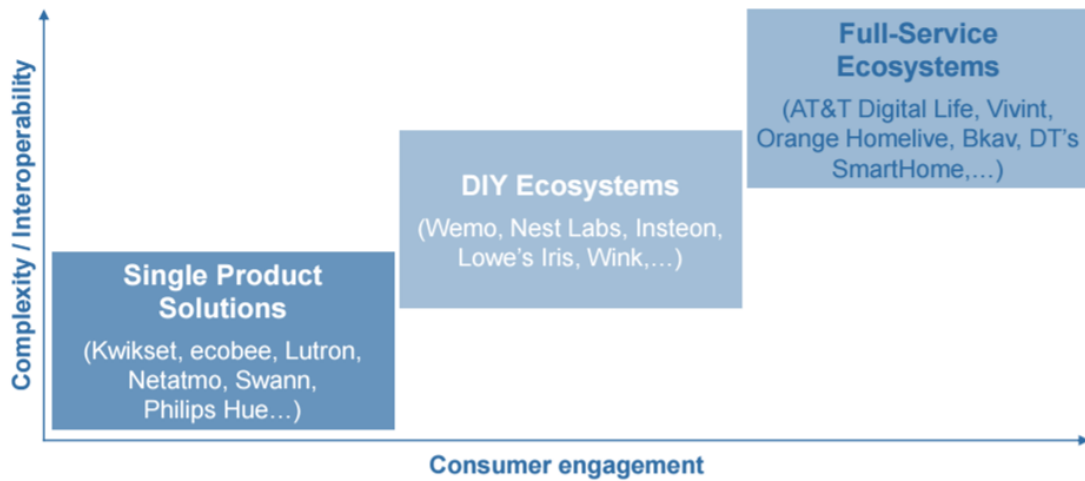 Full-Service
Ecosystems
(AT&T Digital Life, Vivint,
Orange Homelive, Bkav, DT's
SmartHome,...)
DIY Ecosystems
(Wemo, Nest Labs, Insteon,
Lowe's Iris, Wink,...)
Single Product
Solutions
(Kwikset, ecobee, Lutron,
Netatmo, Swann,
Philips Hue...)
Complexity / Interoperability
Consumer engagement